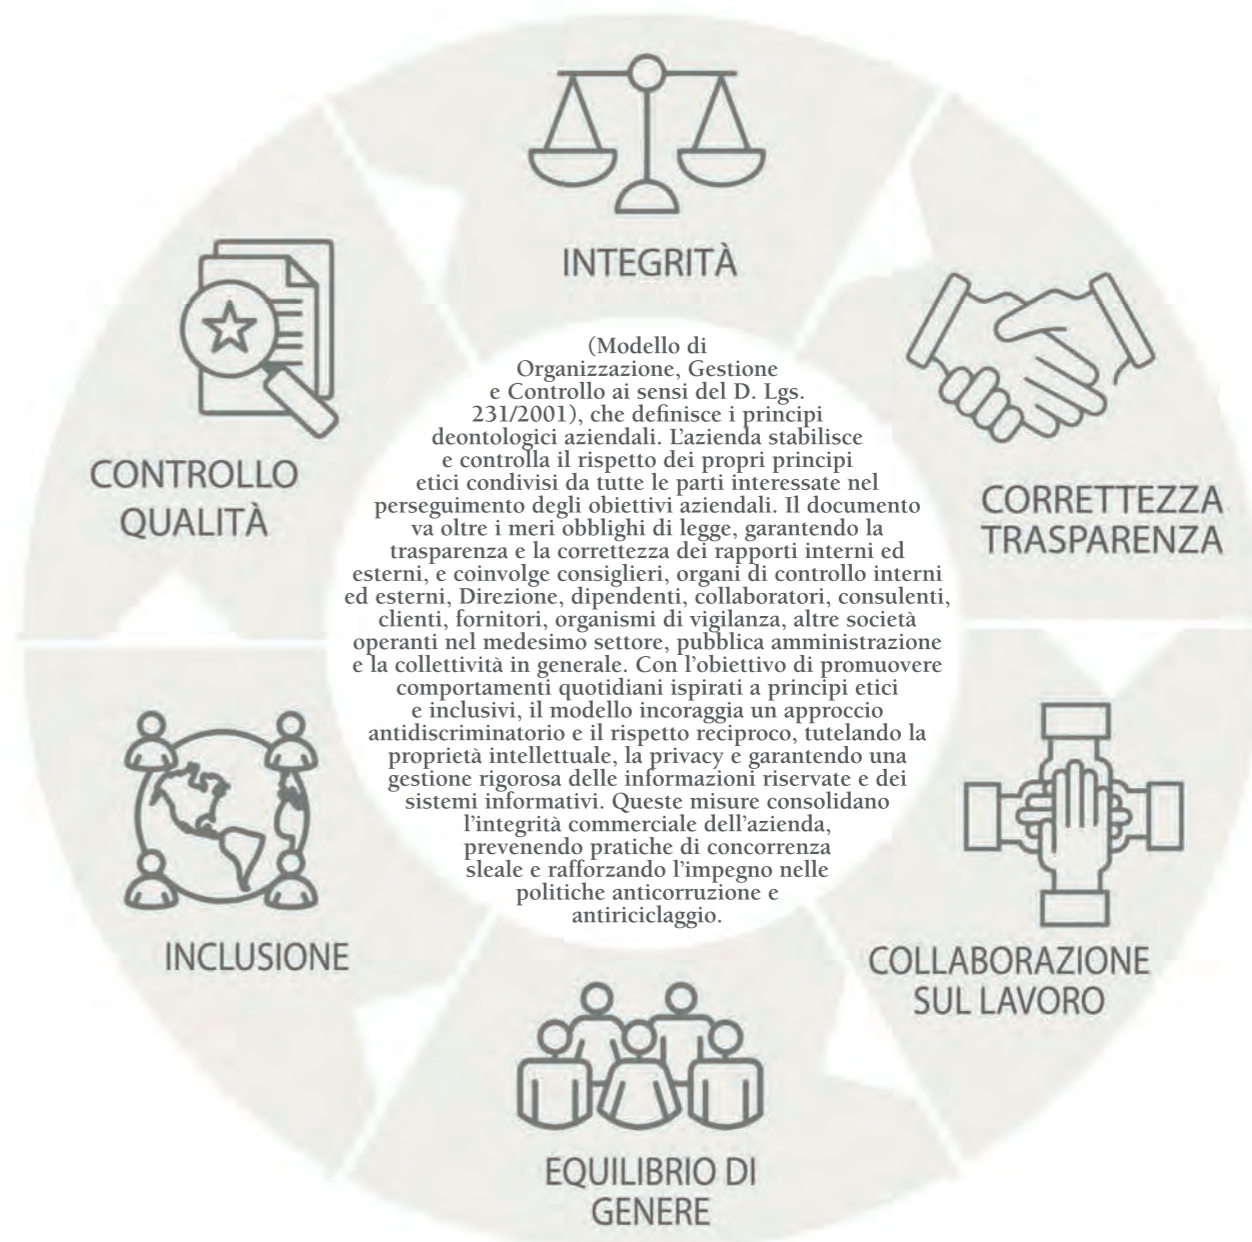 INTEGRITÀ
CORRETTEZZA
TRASPARENZA
COLLABORAZIONE
SUL LAVORO
EQUILIBRIO DI
GENERE
INCLUSIONE
CONTROLLO
QUALITÀ
(Modello di
Organizzazione, Gestione
e Controllo ai sensi del D. Lgs.
231/2001), che definisce i principi
deontologici aziendali. L'azienda stabilisce
e controlla il rispetto dei propri principi
etici condivisi da tutte le parti interessate nel
perseguimento degli obiettivi aziendali. Il documento
va oltre i meri obblighi di legge, garantendo la
trasparenza e la correttezza dei rapporti interni ed
esterni, e coinvolge consiglieri, organi di controllo interni
ed esterni, Direzione, dipendenti, collaboratori, consulenti,
clienti, fornitori, organismi di vigilanza, altre società
operanti nel medesimo settore, pubblica amministrazione
e la collettività in generale. Con l'obiettivo di promuovere
comportamenti quotidiani ispirati a principi etici
e inclusivi, il modello incoraggia un approccio
antidiscriminatorio e il rispetto reciproco, tutelando la
proprietà intellettuale, la privacy e garantendo una
gestione rigorosa delle informazioni riservate e dei
sistemi informativi. Queste misure consolidano
l'integrità commerciale dell'azienda,
prevenendo pratiche di concorrenza
sleale e rafforzando l'impegno nelle
politiche anticorruzione e
antiriciclaggio.